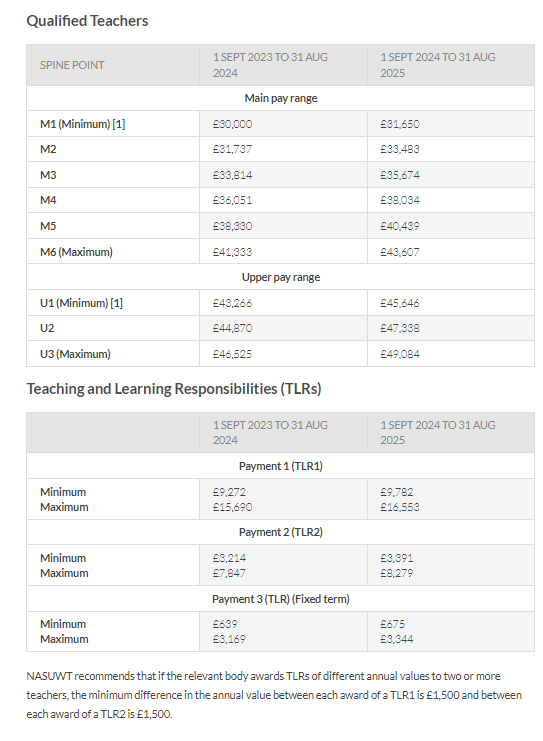 Qualified Teachers
SPINE POINT
1 SEPT 2023 TO 31 AUG
2024
1 SEPT 2024 TO 31 AUG
2025
Main pay range
M1 (Minimum) [1] £30,000 £31,650
M2 £31,737 £33,483
M3 £33,814 £35,674
M4 £36,051 £38,034
M5 £38,330 £40,439
M6 (Maximum) £41,333 £43,607
Upper pay range
U1 (Minimum) [1] £43,266 £45,646
U2 £44,870 £47,338
U3 (Maximum) £46,525 £49,084
Teaching and Learning Responsibilities (TLRs)
1 SEPT 2023 TO 31 AUG
2024
1 SEPT 2024 TO 31 AUG
2025
Payment 1 (TLR1)
Minimum £9,272 £9,782
Maximum £15,690 £16,553
Payment 2 (TLR2)
Minimum £3,214 £3,391
Maximum £7,847 £8,279
Payment 3 (TLR) (Fixed term)
Minimum £639 £675
Maximum £3,169 £3,344
NASUWT recommends that if the relevant body awards TLRs of different annual values to two or more
teachers, the minimum difference in the annual value between each award of a TLR1 is £1,500 and between
each award of a TLR2 is £1,500.